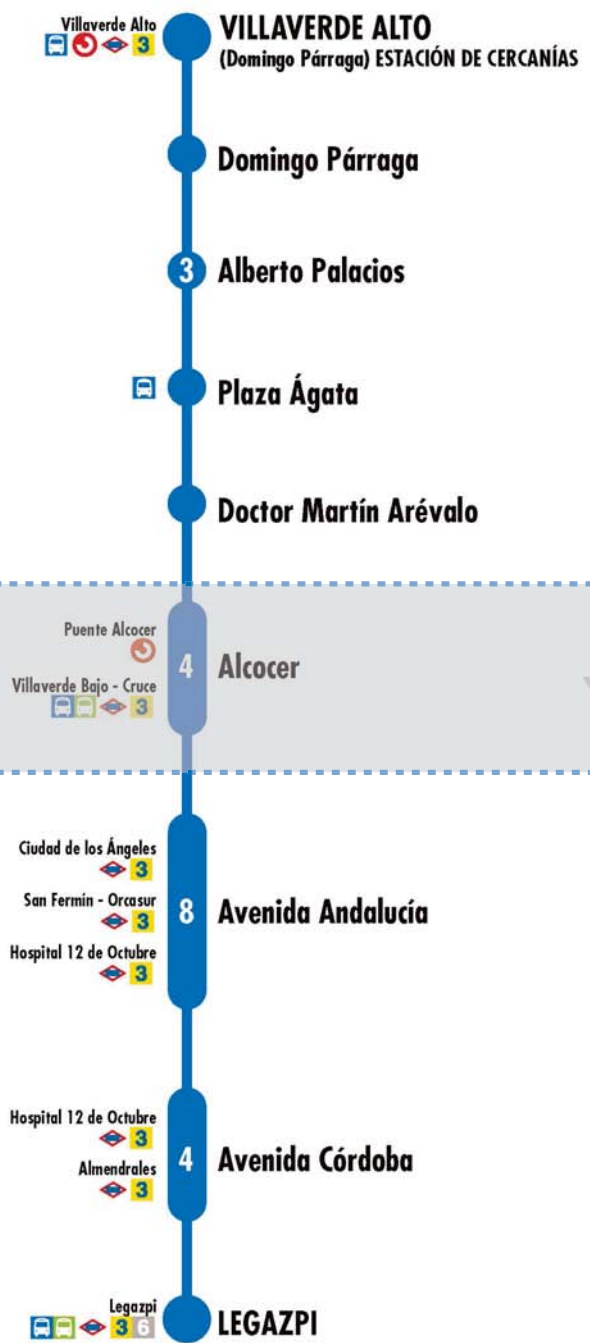 Villaverde Alto
3
VILLAVERDE ALTO
(Domingo Párraga) ESTACIÓN DE CERCANÍAS
Domingo Párraga
3 Alberto Palacios
Plaza Ágata
Doctor Martín Arévalo
Puente Alcocer
4 Alcocer
Villaverde Bajo - Cruce
3
Ciudad de los Ángeles
3
San Fermín - Orcasur
3
8 Avenida Andalucía
Hospital 12 de Octubre
3
Hospital 12 de Octubre
3
4 Avenida Córdoba
Almendrales
3
Legazpi
3 6
LEGAZPI